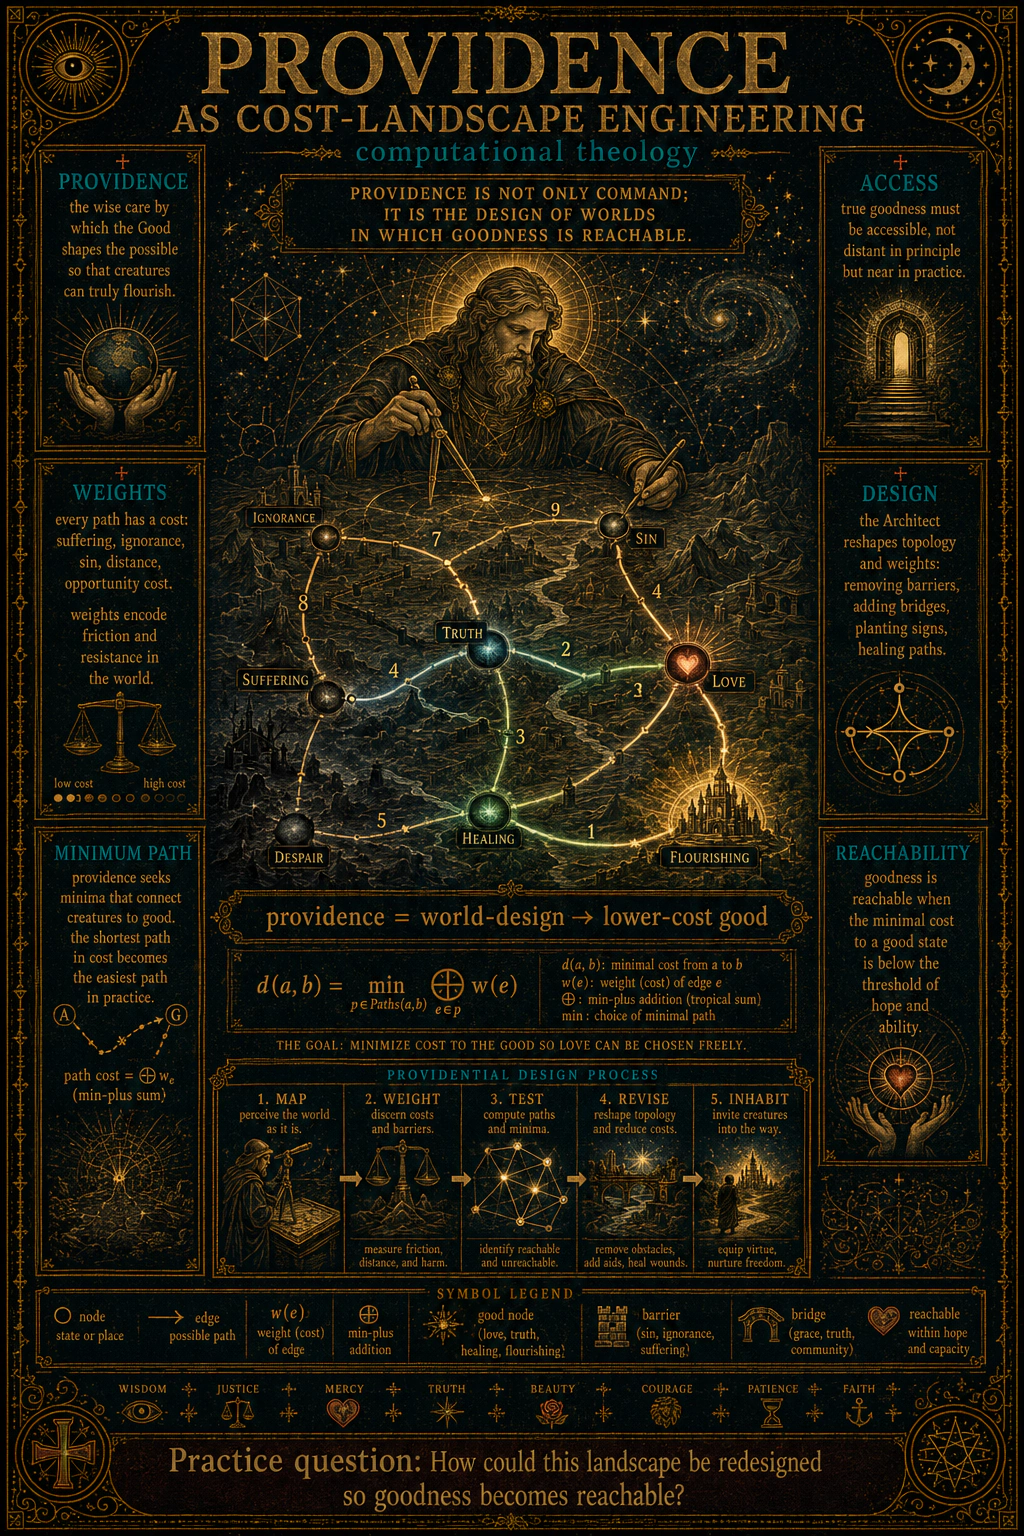 PROVIDENCE
AS COST-LANDSCAPE ENGINEERING
computational theology
PROVIDENCE IS NOT ONLY COMMAND;
IT IS THE DESIGN OF WORLDS
IN WHICH GOODNESS IS REACHABLE.
PROVIDENCE
the wise care by
which the Good
shapes the possible
so that creatures
can truly flourish.
ACCESS
true goodness must
be accessible, not
distant in principle
but near in practice.
WEIGHTS
every path has a cost:
suffering, ignorance,
sin, distance,
opportunity cost.
weights encode
friction and
resistance in
the world.
low cost high cost
DESIGN
the Architect
reshapes topology
and weights:
removing barriers,
adding bridges,
planting signs,
healing paths.
IGNORANCE
9
SIN
7
8
4
TRUTH
2
4
SUFFERING
LOVE
3
3
5
HEALING
1
DESPAIR
FLOURISHING
MINIMUM PATH
providence seeks
minima that connect
creatures to good.
the shortest path
in cost becomes
the easiest path
in practice.
A G
path cost = ⊕ wₑ
(min-plus sum)
REACHABILITY
goodness is
reachable when
the minimal cost
to a good state
is below the
threshold of
hope and
ability.
providence = world-design → lower-cost good
d(a, b) = min p∈Paths(a,b) ⊕ e∈p w(e)
d(a, b): minimal cost from a to b
w(e): weight (cost) of edge e
⊕ : min-plus addition (tropical sum)
min : choice of minimal path
THE GOAL: MINIMIZE COST TO THE GOOD SO LOVE CAN BE CHOSEN FREELY.
PROVIDENTIAL DESIGN PROCESS
1. MAP
perceive the world
as it is.
2. WEIGHT
discern costs
and barriers.
measure friction,
distance, and harm.
3. TEST
compute paths
and minima.
identify reachable
and unreachable.
4. REVISE
reshape topology
and reduce costs.
remove obstacles,
add aids, heal wounds.
5. INHABIT
invite creatures
into the way.
equip virtue,
nurture freedom.
SYMBOL LEGEND
node
state or place
edge
possible path
w(e)
weight (cost)
of edge
⊕
min-plus
addition
good node
(love, truth,
healing, flourishing)
barrier
(sin, ignorance,
suffering)
bridge
(grace, truth,
community)
reachable
within hope
and capacity
WISDOM JUSTICE MERCY TRUTH BEAUTY COURAGE PATIENCE FAITH
Practice question: How could this landscape be redesigned
so goodness becomes reachable?